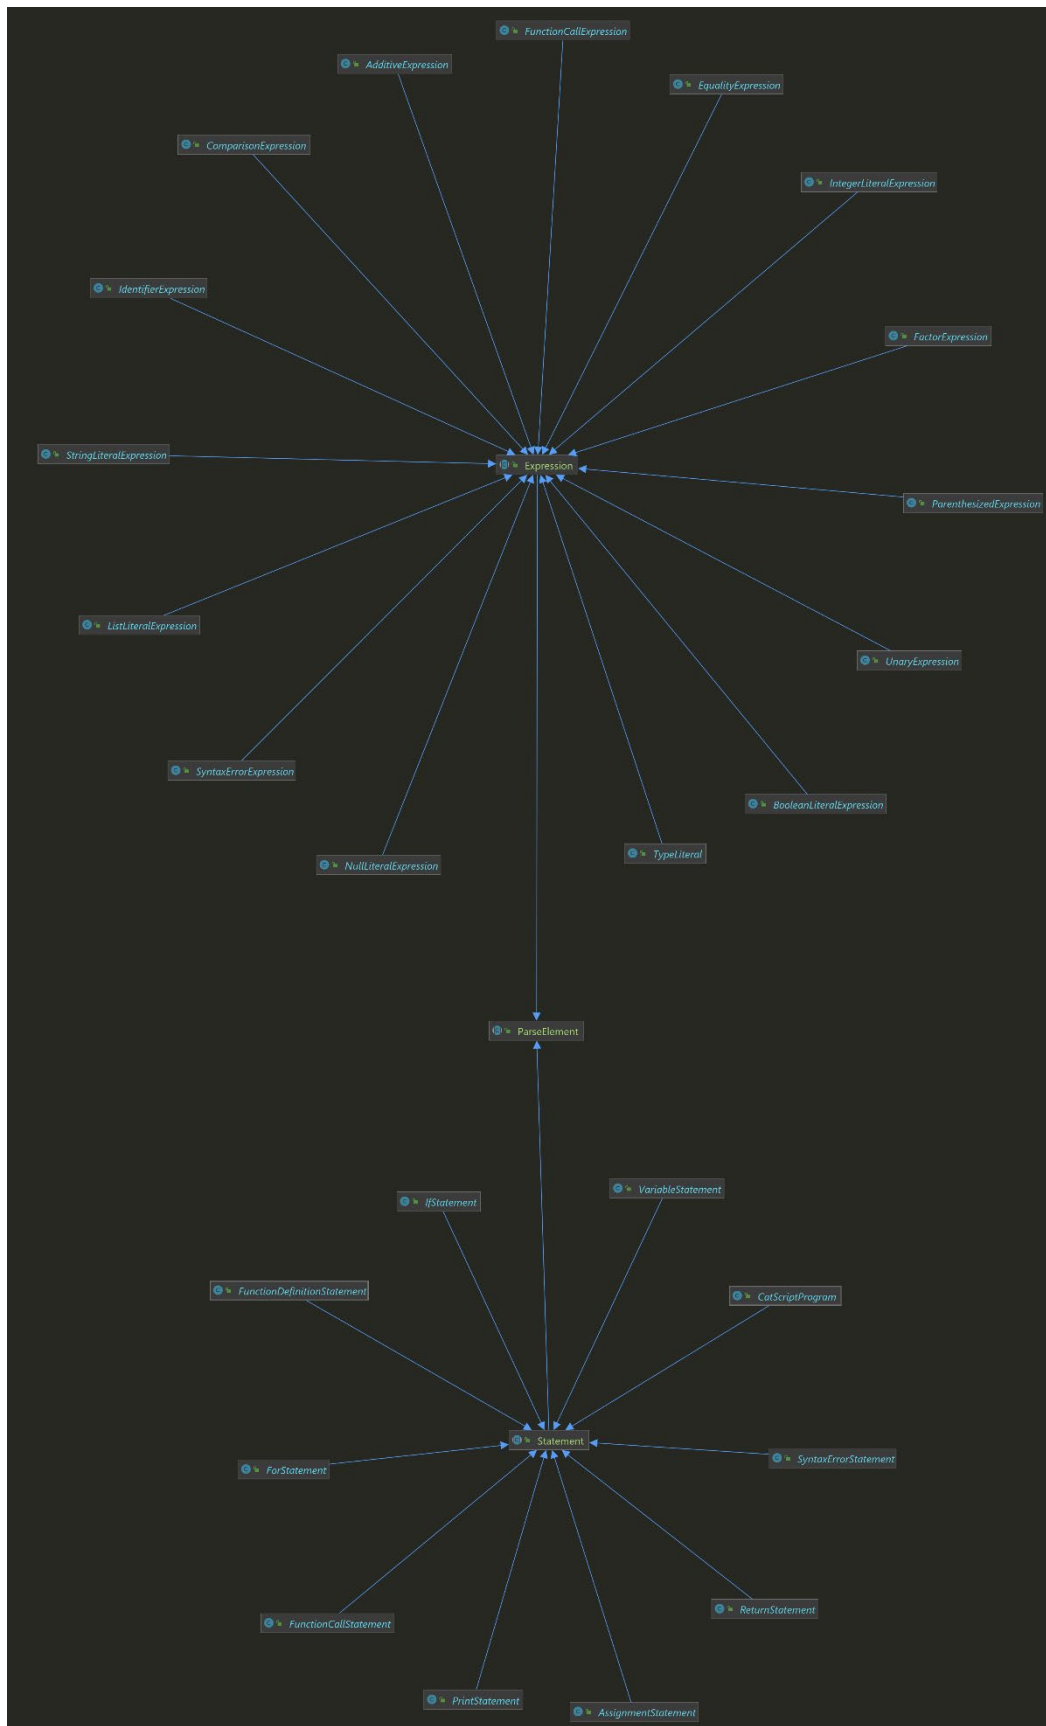 FunctionCallExpression
AdditiveExpression
EqualityExpression
ComparisonExpression
IntegerLiteralExpression
IdentifierExpression
FactorExpression
StringLiteralExpression
Expression
ParenthesizedExpression
ListLiteralExpression
UnaryExpression
SyntaxErrorExpression
BooleanLiteralExpression
TypeLiteral
NullLiteralExpression
ParseElement
VariableStatement
IfStatement
FunctionDefinitionStatement
CatScriptProgram
Statement
SyntaxErrorStatement
ForStatement
ReturnStatement
FunctionCallStatement
PrintStatement
AssignmentStatement